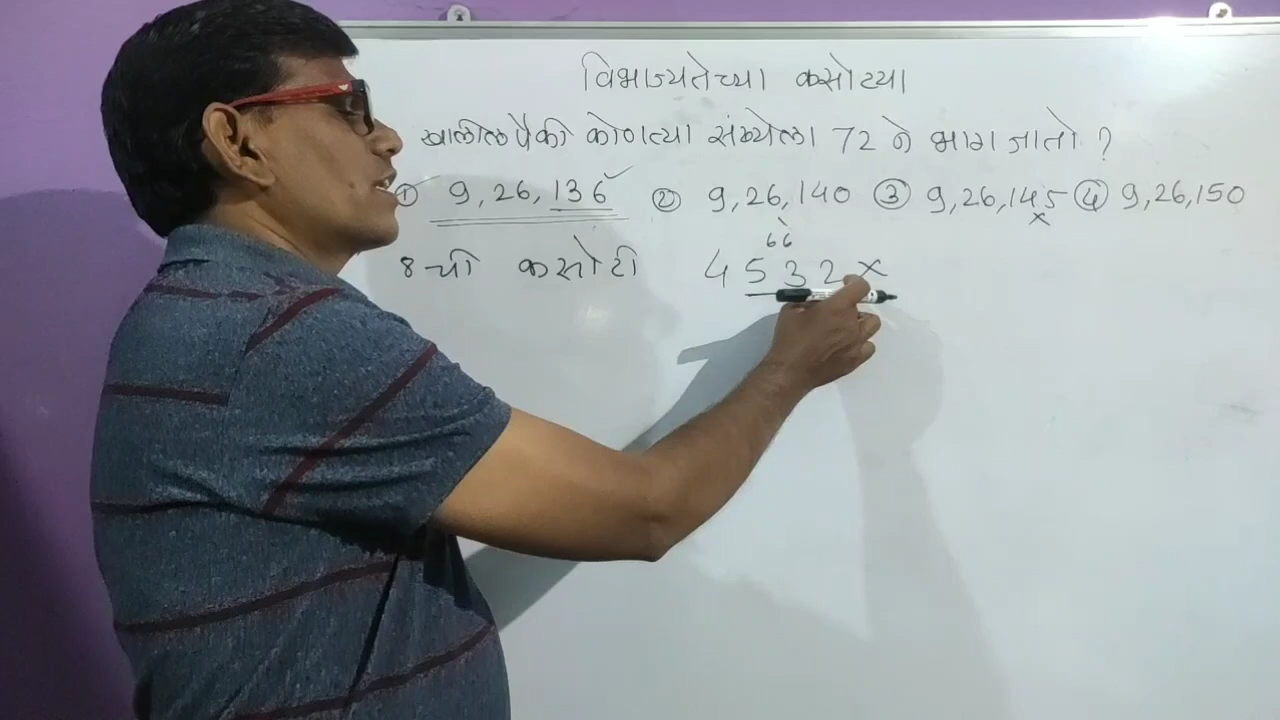 विभाज्यतेच्या कसोट्या
खालीलपैकी कोणत्या संख्येला 72 ने भाग जातो ?
① 9,26,136 ✓ ② 9,26,140 ③ 9,26,145 ④ 9,26,150
×
66
8 ची कसोटी 4532 ×